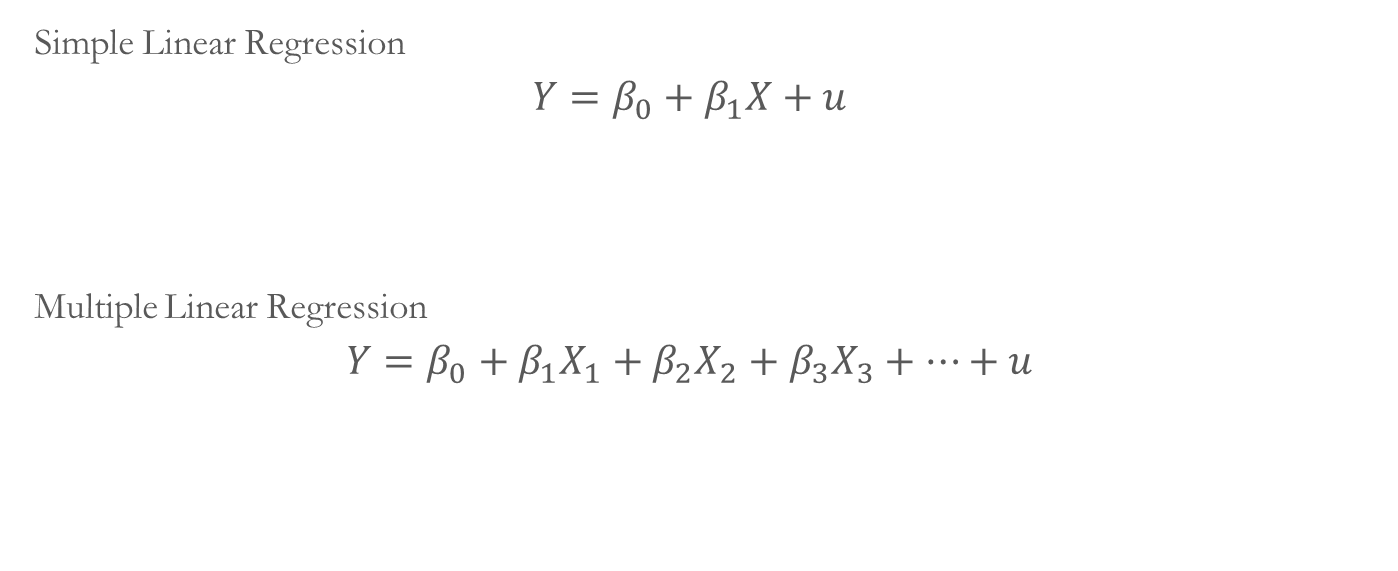 Simple Linear Regression
𝑌 = 𝛽₀ + 𝛽₁𝑋 + 𝑢
Multiple Linear Regression
𝑌 = 𝛽₀ + 𝛽₁𝑋₁ + 𝛽₂𝑋₂ + 𝛽₃𝑋₃ + ⋯ + 𝑢